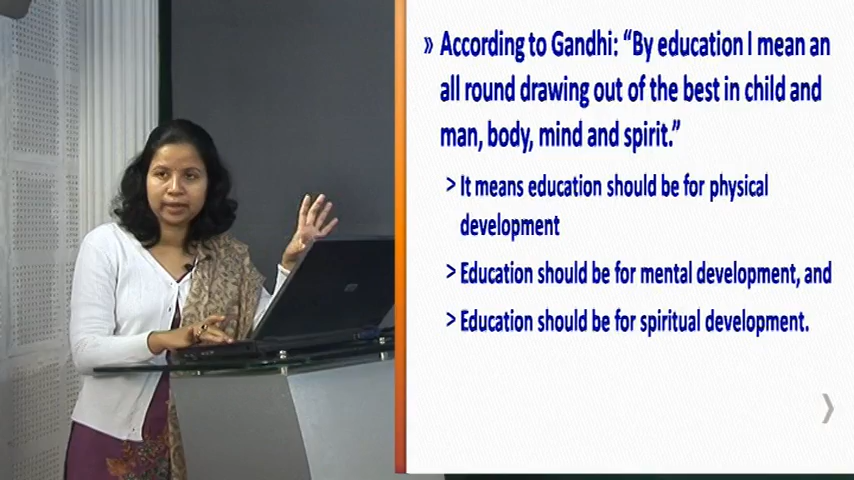 » According to Gandhi: “By education I mean an
all round drawing out of the best in child and
man, body, mind and spirit.”
> It means education should be for physical
development
> Education should be for mental development, and
> Education should be for spiritual development.